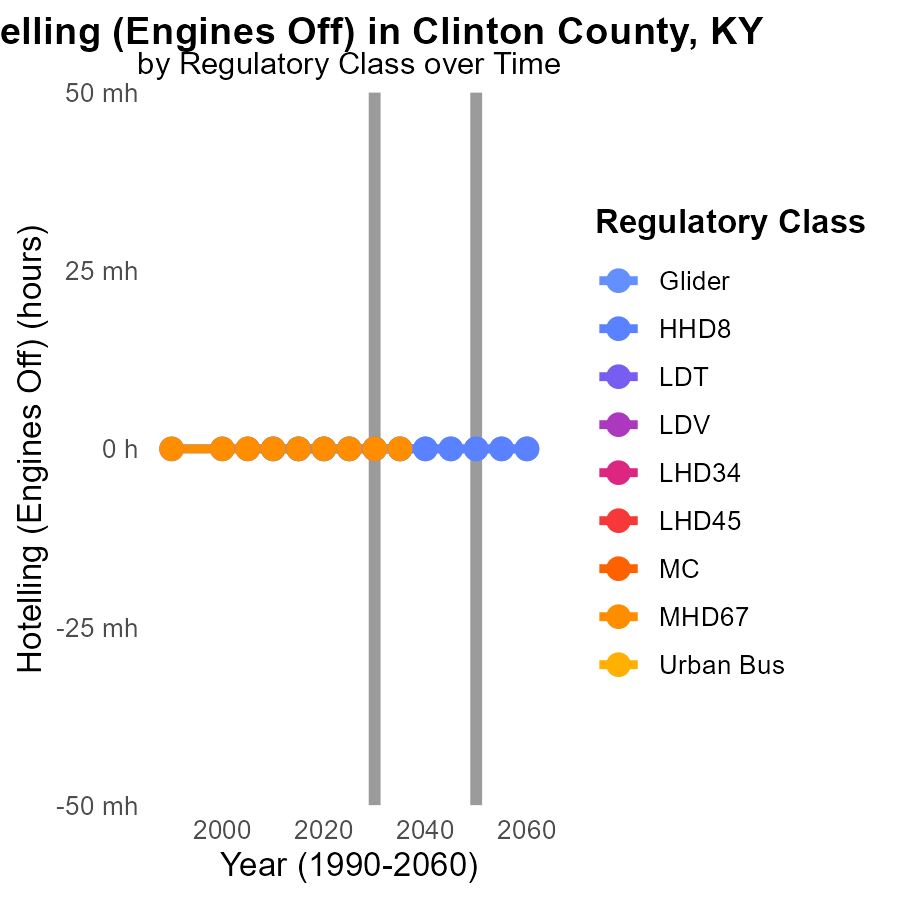 elling (Engines Off) in Clinton County, KY
by Regulatory Class over Time
50 mh
25 mh
0 h
-25 mh
-50 mh
Hotelling (Engines Off) (hours)
2000 2020 2040 2060
Year (1990-2060)
Regulatory Class
Glider
HHD8
LDT
LDV
LHD34
LHD45
MC
MHD67
Urban Bus